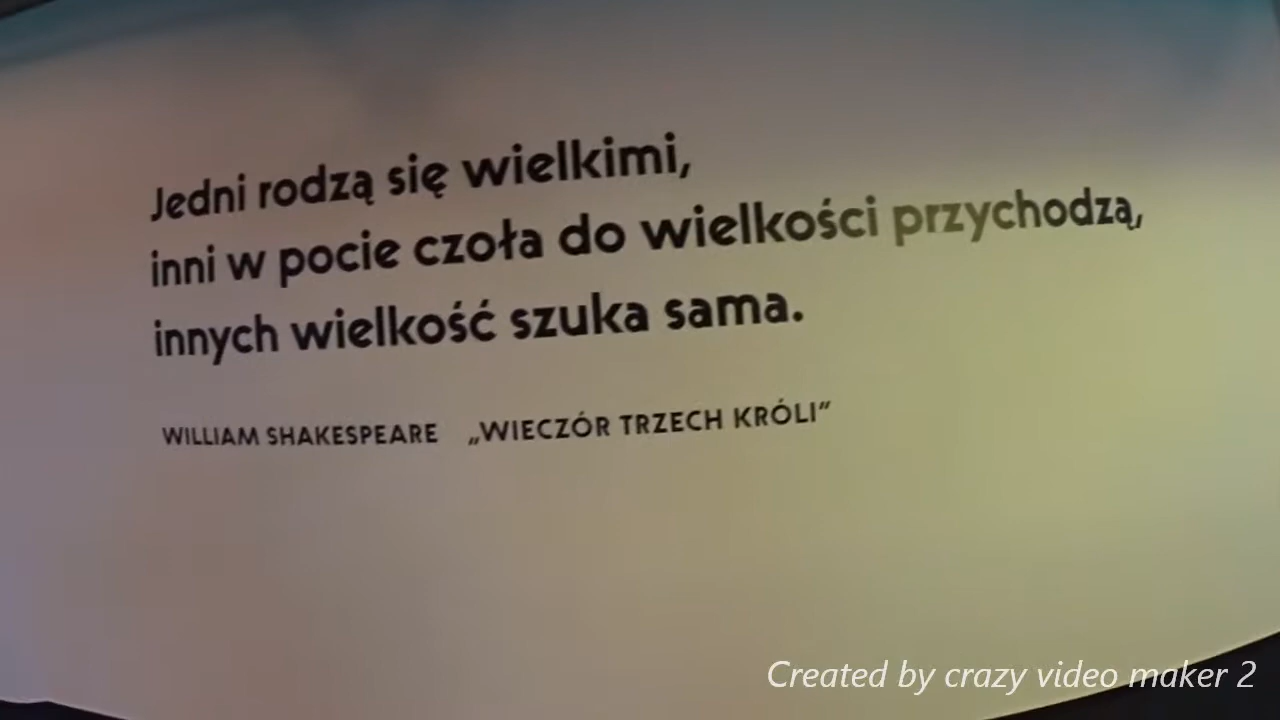 Jedni rodzą się wielkimi,
inni w pocie czoła do wielkości przychodzą,
innych wielkość szuka sama.
WILLIAM SHAKESPEARE „WIECZÓR TRZECH KRÓLI”
Created by crazy video maker 2